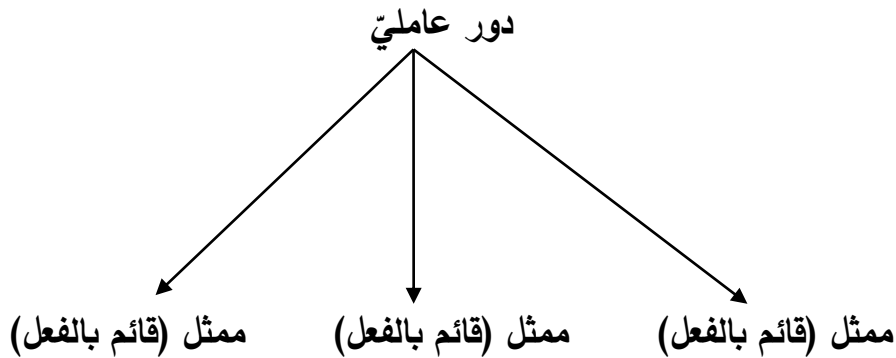 دور عامليّ
ممثل (قائم بالفعل) ممثل (قائم بالفعل) ممثل (قائم بالفعل)